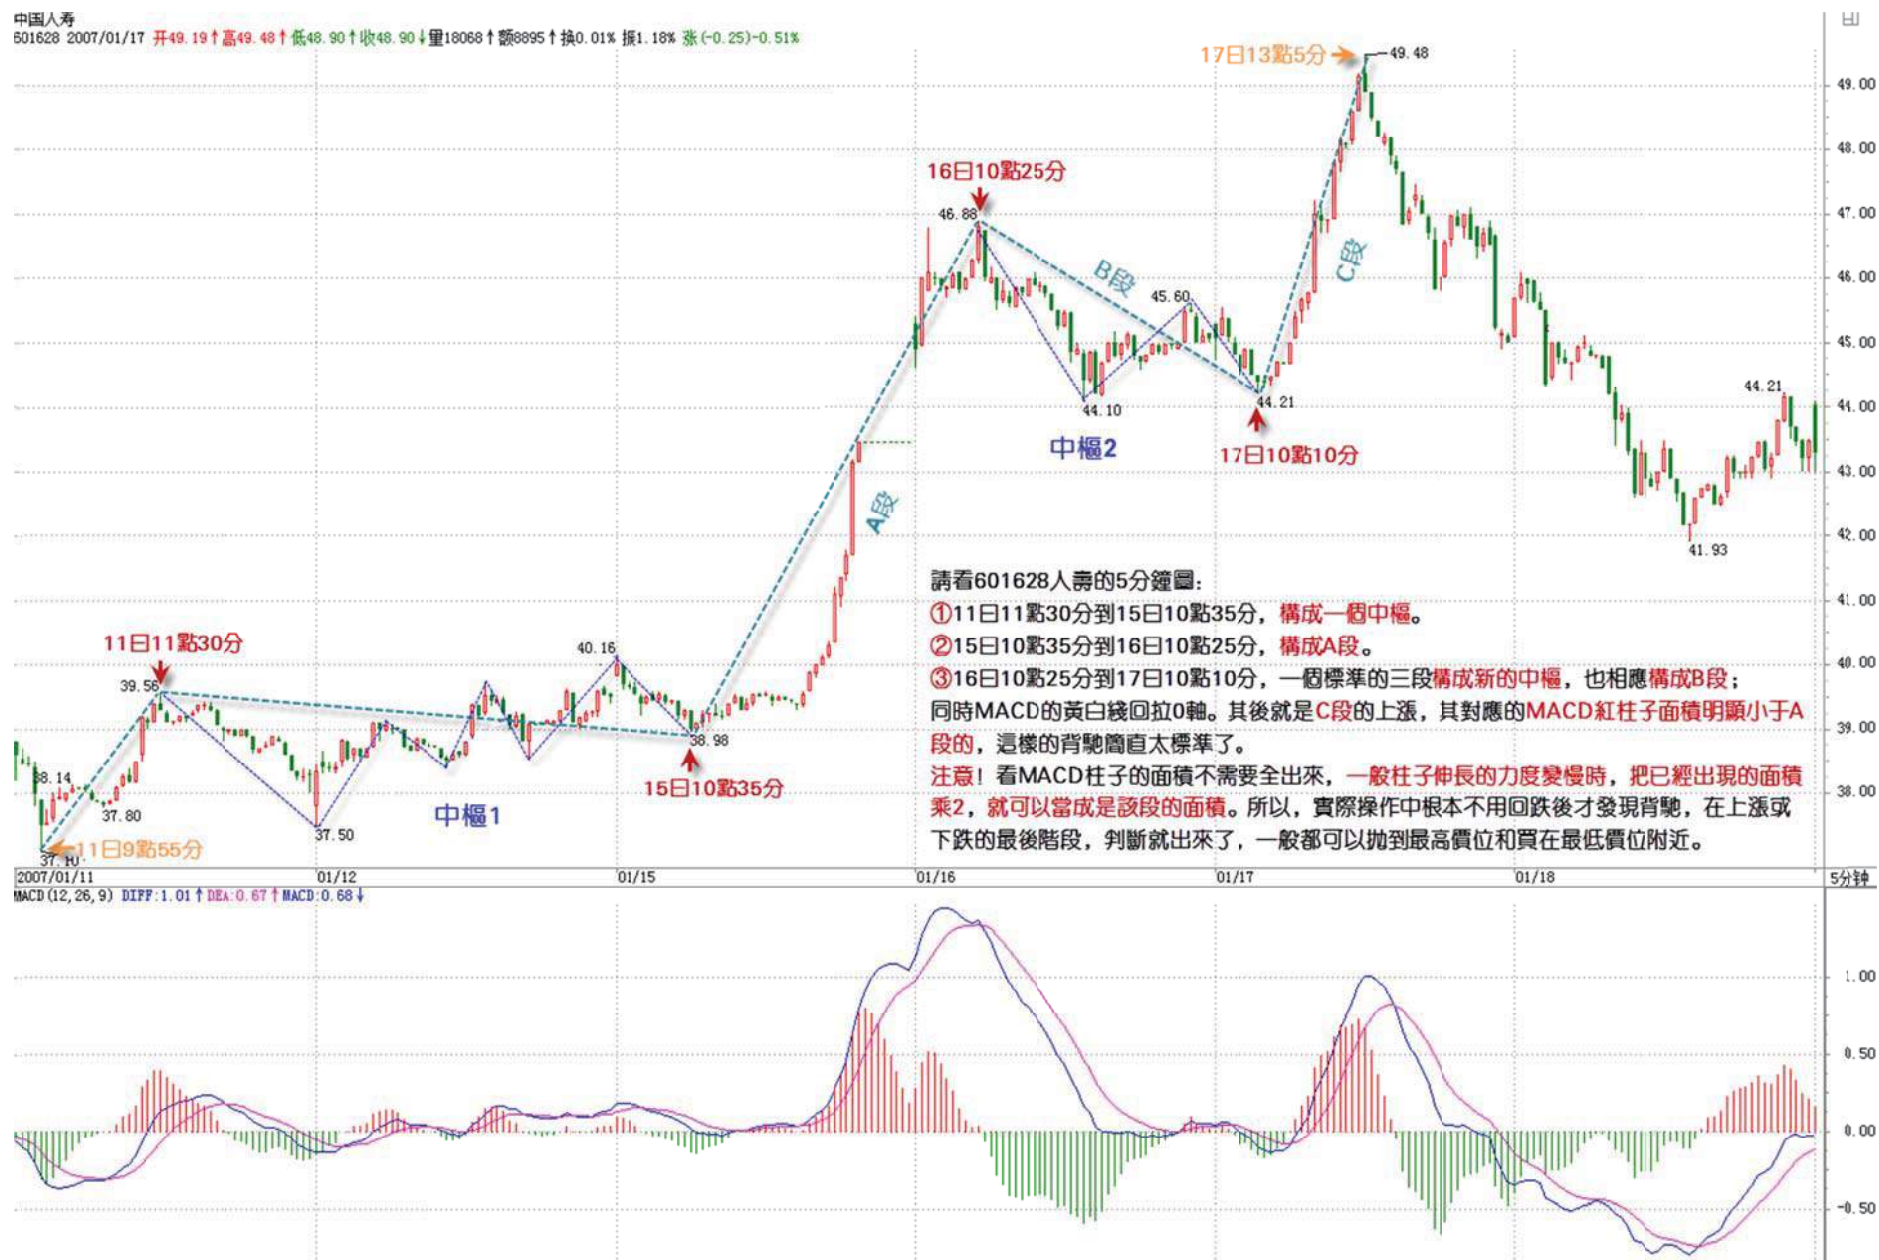 中国人寿
601628 2007/01/17 开49.19↑高49.48↑低48.90↑收48.90↓量18068↑额8895↑换0.01% 振1.18% 涨(-0.25)-0.51%
17日13點5分
49.48
49.00
48.00
16日10點25分
46.88
47.00
B段
C段
46.00
45.60
45.00
44.10
44.21
44.21
44.00
中樞2
17日10點10分
43.00
A段
42.00
41.93
請看601628人壽的5分鐘圖：
①11日11點30分到15日10點35分，構成一個中樞。
②15日10點35分到16日10點25分，構成A段。
③16日10點25分到17日10點10分，一個標準的三段構成新的中樞，也相應構成B段；
同時MACD的黃白綫回拉0軸。其後就是C段的上漲，其對應的MACD紅柱子面積明顯小于A
段的，這樣的背馳簡直太標準了。
注意！看MACD柱子的面積不需要全出來，一般柱子伸長的力度變慢時，把已經出現的面積
乘2，就可以當成是該段的面積。所以，實際操作中根本不用回跌後才發現背馳，在上漲或
下跌的最後階段，判斷就出來了，一般都可以拋到最高價位和買在最低價位附近。
41.00
11日11點30分
39.56
40.16
40.00
39.00
38.98
38.14
37.80
15日10點35分
中樞1
38.00
37.50
11日9點55分
37.10
2007/01/11
01/12
01/15
01/16
01/17
01/18
5分钟
MACD(12,26,9) DIFF:1.01↑DEA:0.67↑MACD:0.68↓
1.00
0.50
0.00
-0.50